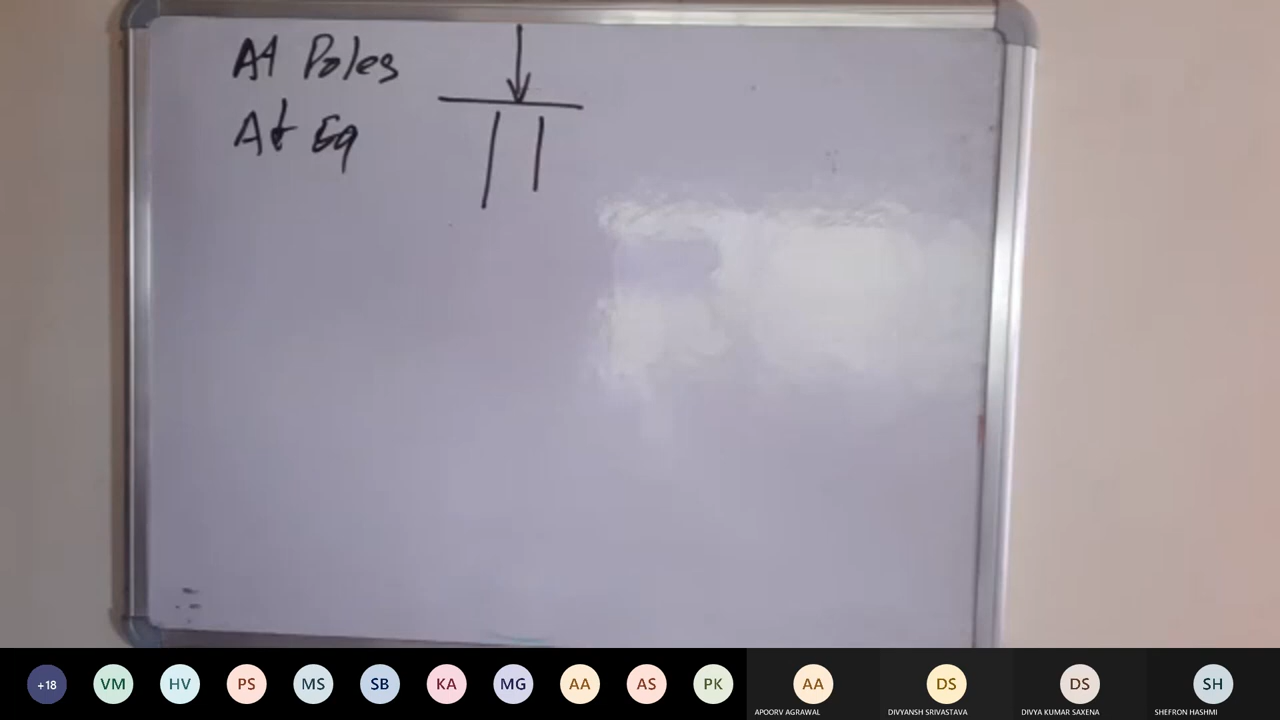 At Poles
At Eq
+18
VM
HV
PS
MS
SB
KA
MG
AA
AS
PK
AA
DS
DS
SH
APOORV AGRAWAL
DIVYANSH SRIVASTAVA
DIVYA KUMAR SAXENA
SHEFRON HASHMI